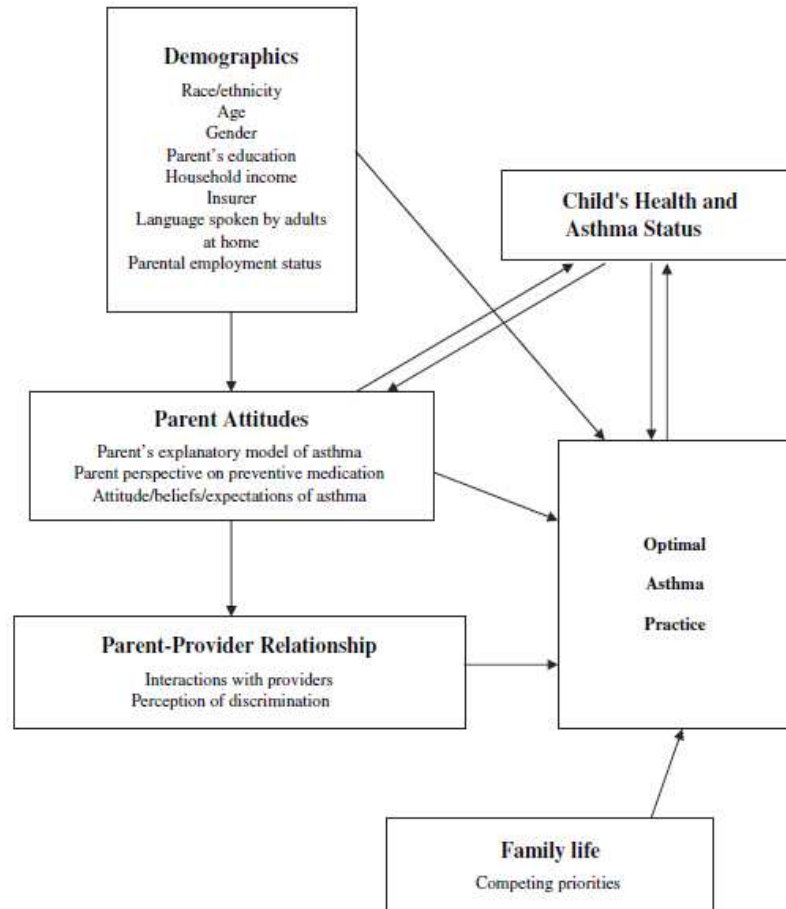 Demographics
Race/ethnicity
Age
Gender
Parent's education
Household income
Insurer
Language spoken by adults
at home
Parental employment status
Child's Health and
Asthma Status
Parent Attitudes
Parent's explanatory model of asthma
Parent perspective on preventive medication
Attitude/beliefs/expectations of asthma
Optimal
Asthma
Practice
Parent-Provider Relationship
Interactions with providers
Perception of discrimination
Family life
Competing priorities